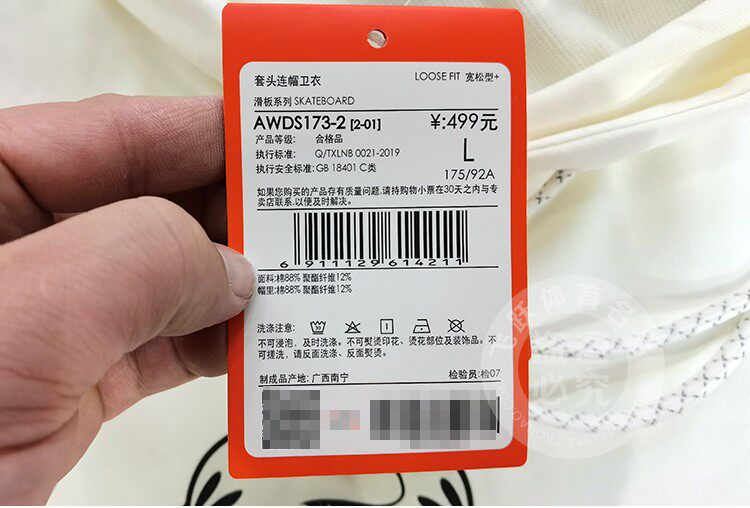 套头连帽卫衣
LOOSE FIT 宽松型+
滑板系列 SKATEBOARD
AWDS173-2 [2-01]
¥:499元
产品等级: 合格品
执行标准: Q/TXLNB 0021-2019
L
执行安全标准:GB 18401 C类
175/92A
如果您购买的产品存有质量问题,请持购物小票在30天之内与专
卖店联系,以便及时解决。
6 911129 614211
面料:棉88% 聚酯纤维12%
帽里:棉88% 聚酯纤维12%
洗涤注意:
不可浸泡，及时洗涤。不可熨烫印花、烫花部位及装饰品。不
可搓洗，请反面洗涤、反面熨烫。
制成品产地: 广西南宁
检验员:检07
飞跃体育会
必究